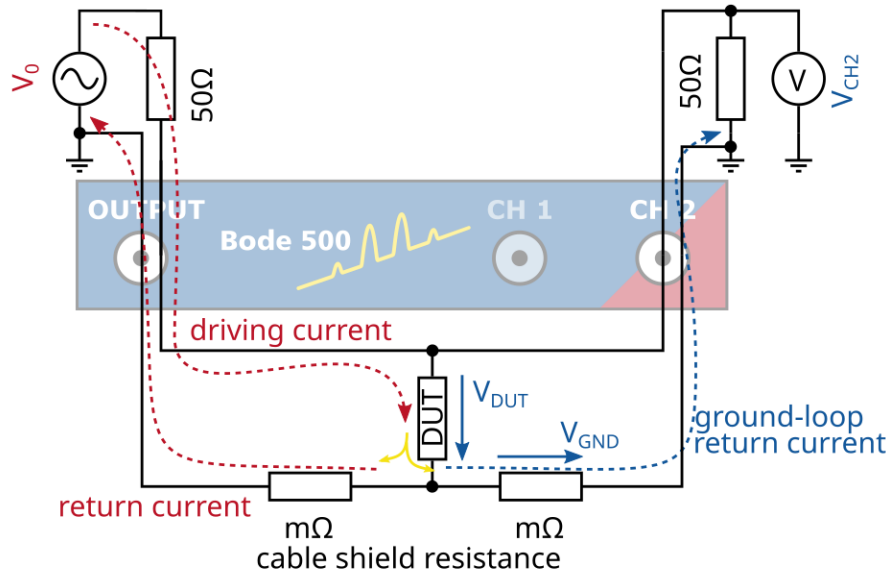 V0
50Ω
50Ω
V
VCH2
OUTPUT
CH 1
CH 2
Bode 500
driving current
DUT
VDUT
VGND
ground-loop
return current
return current
mΩ
mΩ
cable shield resistance